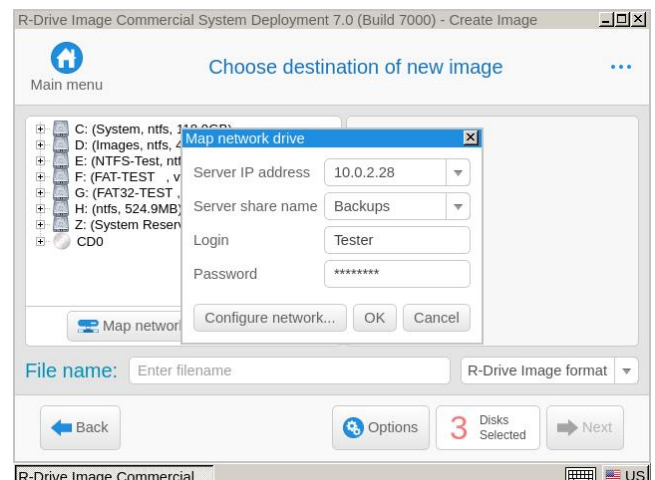 R-Drive Image Commercial System Deployment 7.0 (Build 7000) - Create Image
Main menu
Choose destination of new image
C: (System, ntfs,
D: (Images, ntfs,
E: (NTFS-Test,
F: (FAT-TEST ,
G: (FAT32-TEST ,
H: (ntfs, 524.9MB)
Z: (System
CD0
Map network drive
Server IP address 10.0.2.28
Server share name Backups
Login Tester
Password ********
Configure network... OK Cancel
Map
File name: Enter filename R-Drive Image format
Back Options 3 Disks Selected Next
R-Drive Image Commercial US